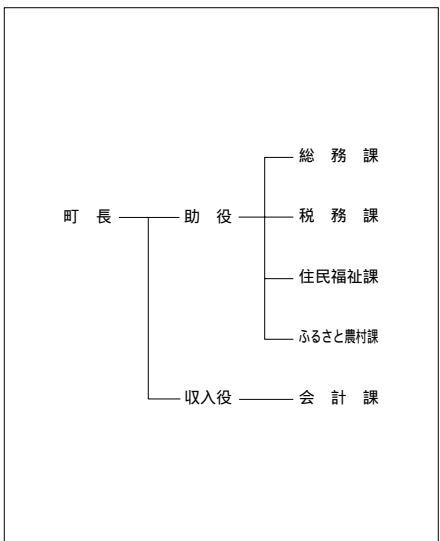 総務課
町長
助役
税務課
住民福祉課
ふるさと農村課
収入役
会計課